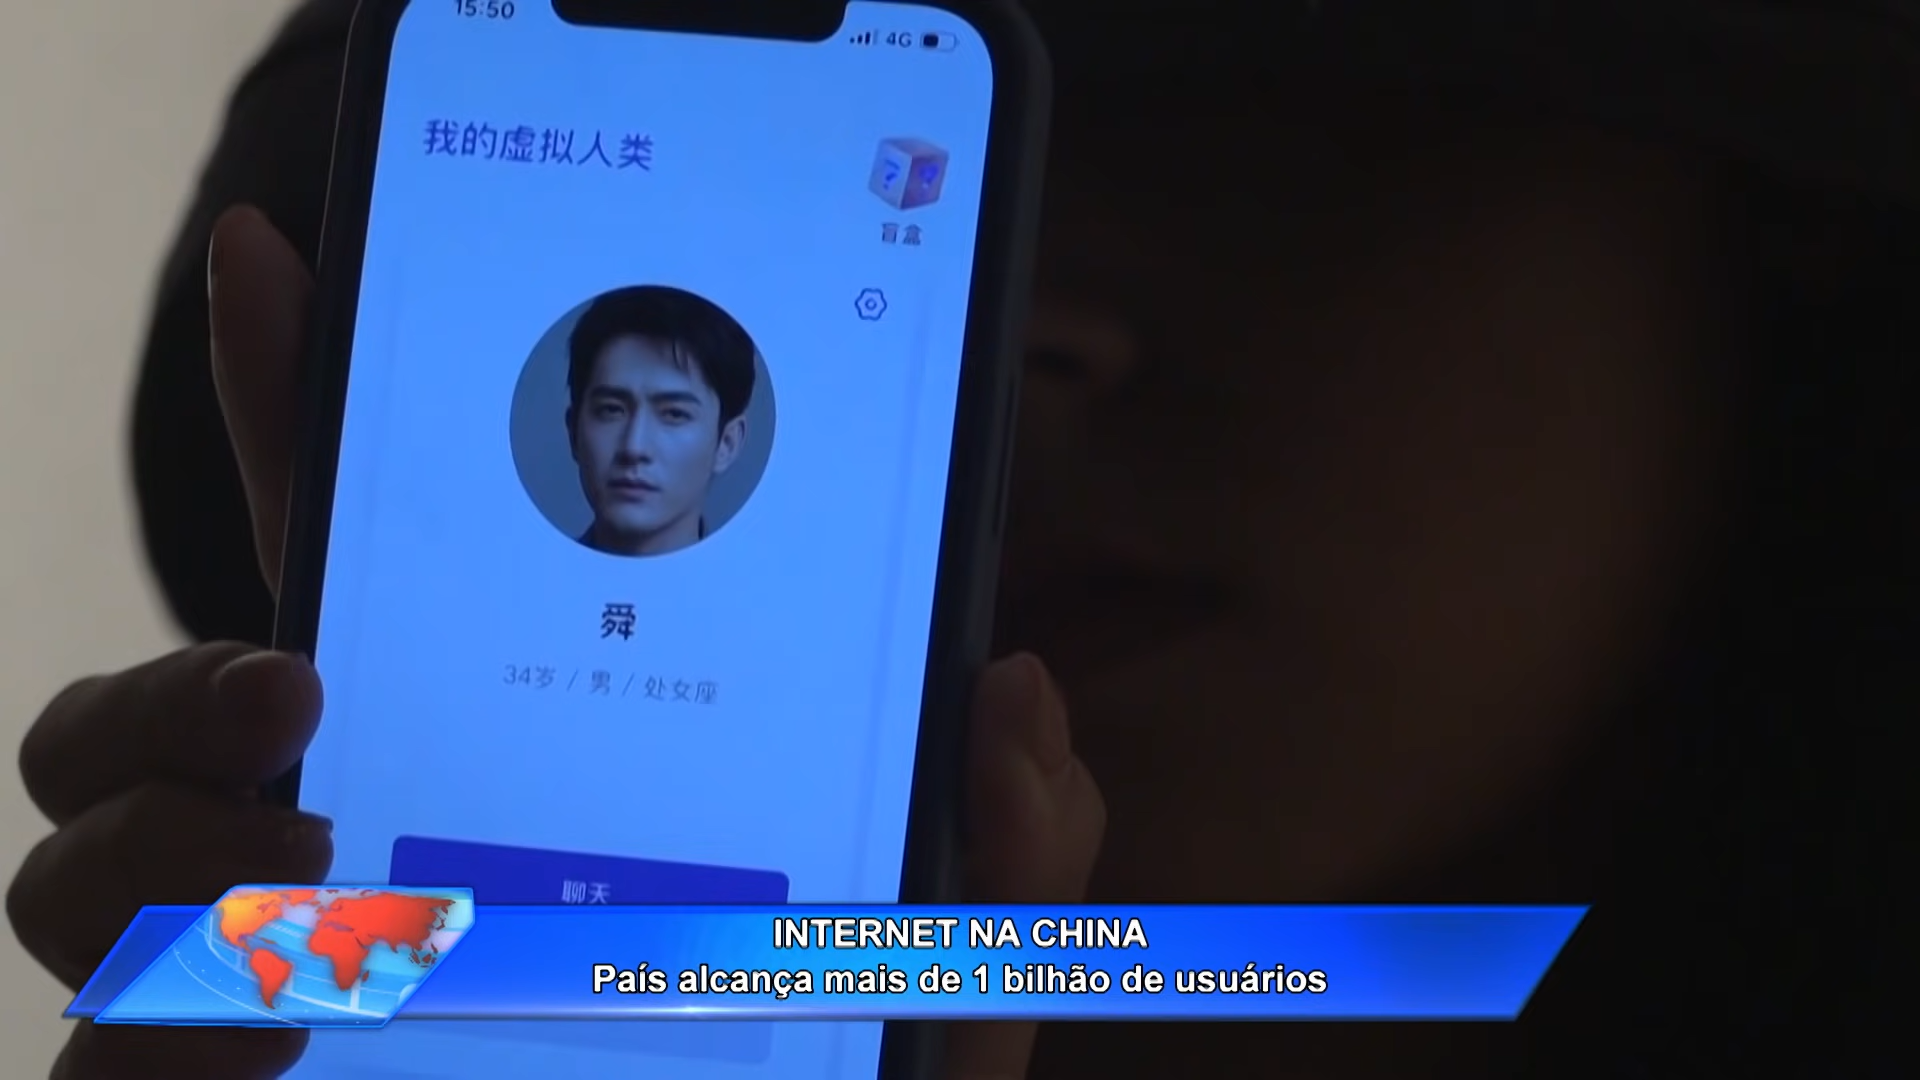 15:50
4G
我的虚拟人类
盲盒
舜
34岁 / 男 / 处女座
聊天
INTERNET NA CHINA
País alcança mais de 1 bilhão de usuários